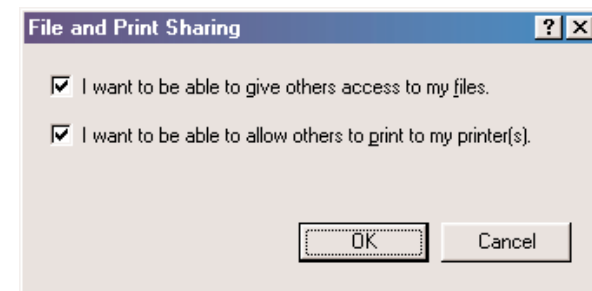 File and Print Sharing
I want to be able to give others access to my files.
I want to be able to allow others to print to my printer(s).
OK Cancel